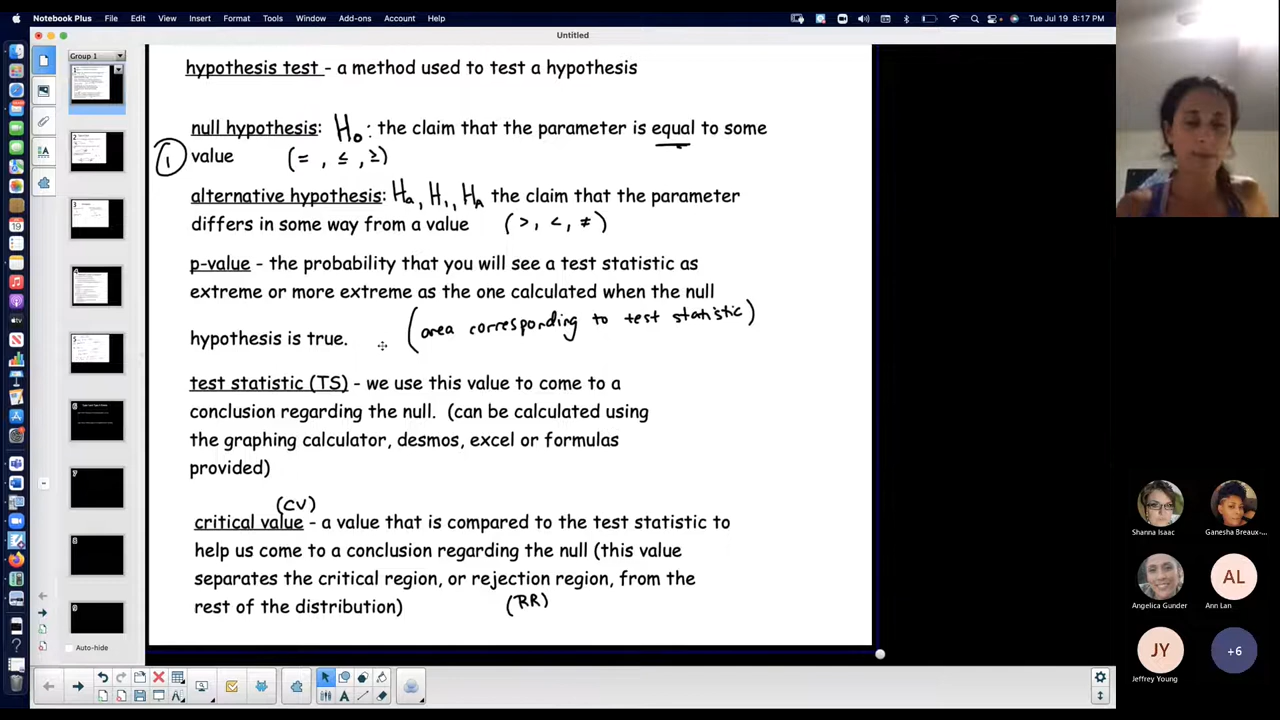 Notebook Plus File Edit View Insert Format Tools Window Add-ons Account Help Tue Jul 19 8:17 PM
Untitled
Group 1
hypothesis test - a method used to test a hypothesis
null hypothesis: H₀: the claim that the parameter is equal to some
① value (=, ≤, ≥)
alternative hypothesis: Hₐ, H₁, H_A the claim that the parameter
differs in some way from a value (>, <, ≠)
p-value - the probability that you will see a test statistic as
extreme or more extreme as the one calculated when the null
(area corresponding to test statistic)
hypothesis is true.
test statistic (TS) - we use this value to come to a
conclusion regarding the null. (can be calculated using
the graphing calculator, desmos, excel or formulas
provided)
(CV)
critical value - a value that is compared to the test statistic to
help us come to a conclusion regarding the null (this value
separates the critical region, or rejection region, from the
rest of the distribution) (RR)
Auto-hide
Shanna Isaac
Ganesha Breaux-...
Angelica Gunder
AL
Ann Lan
JY
Jeffrey Young
+6